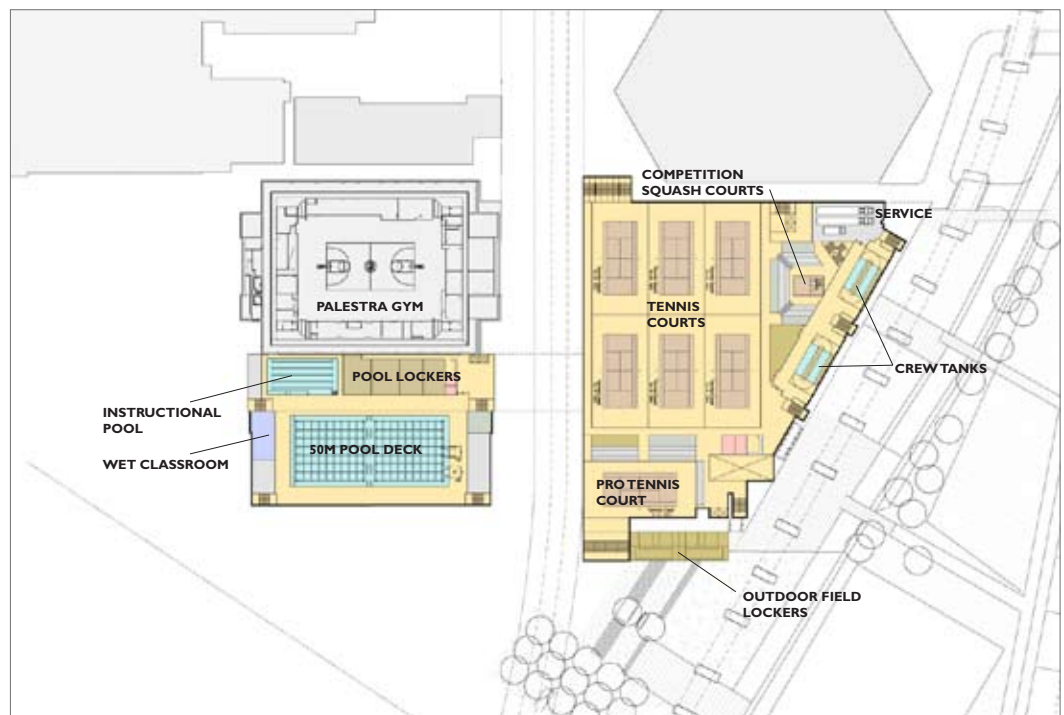 COMPETITION
SQUASH COURTS
SERVICE
PALESTRA GYM
TENNIS
COURTS
CREW TANKS
POOL LOCKERS
INSTRUCTIONAL
POOL
WET CLASSROOM
50M POOL DECK
PRO TENNIS
COURT
OUTDOOR FIELD
LOCKERS